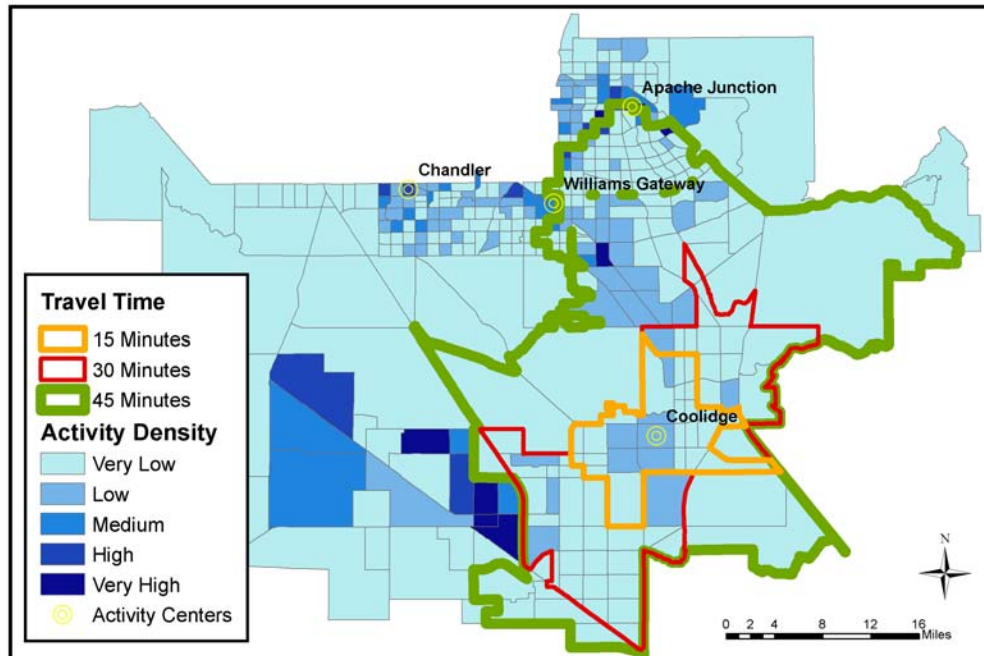 Apache Junction
Chandler
Williams Gateway
Coolidge
Travel Time
15 Minutes
30 Minutes
45 Minutes
Activity Density
Very Low
Low
Medium
High
Very High
Activity Centers
N
0 2 4 8 12 16
Miles